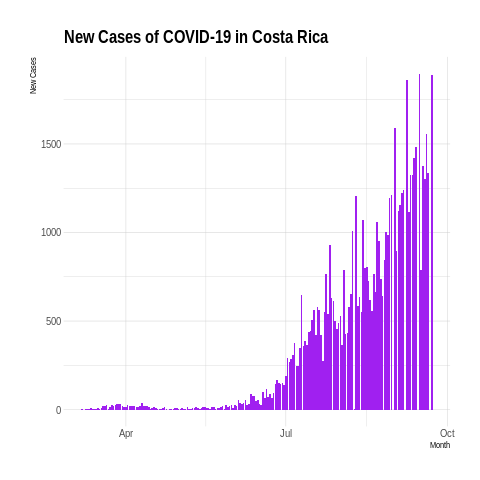 New Cases of COVID-19 in Costa Rica
New Cases
1500
1000
500
0
Apr
Jul
Oct
Month